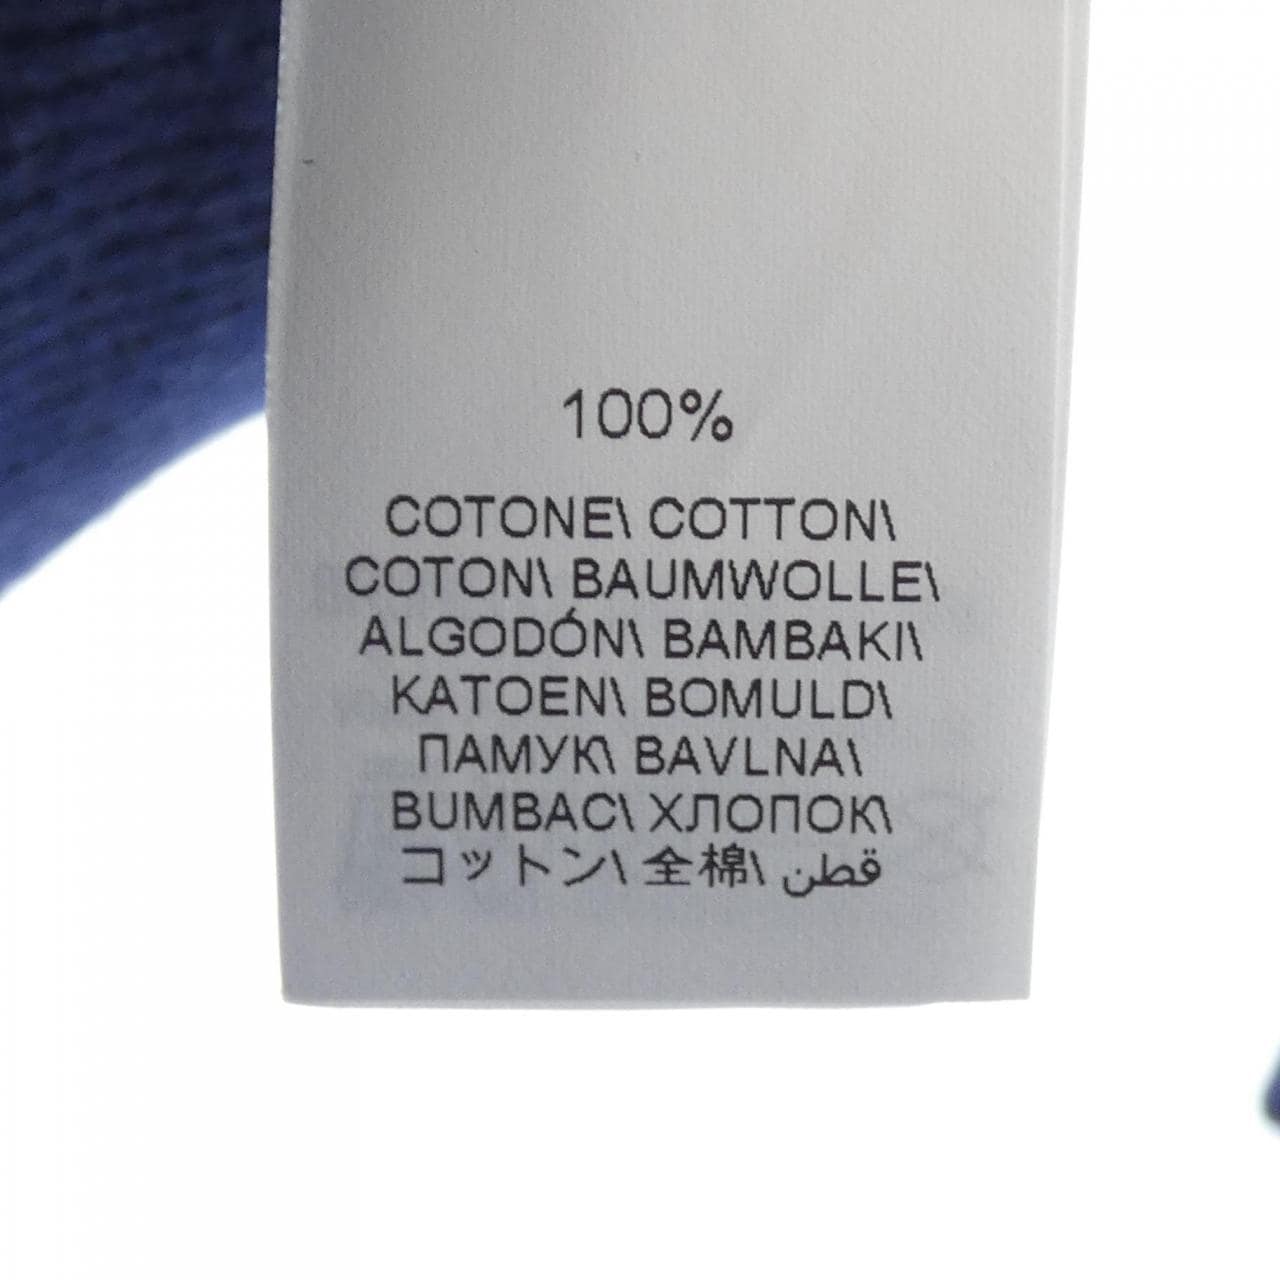 100%
COTONE\ COTTON\
COTON\ BAUMWOLLE\
ALGODÓN\ BAMBAKI\
KATOEN\ BOMULD\
ПАМУК\ BAVLNA\
BUMBAC\ ХЛОПОК\
コットン\ 全棉\ قطن